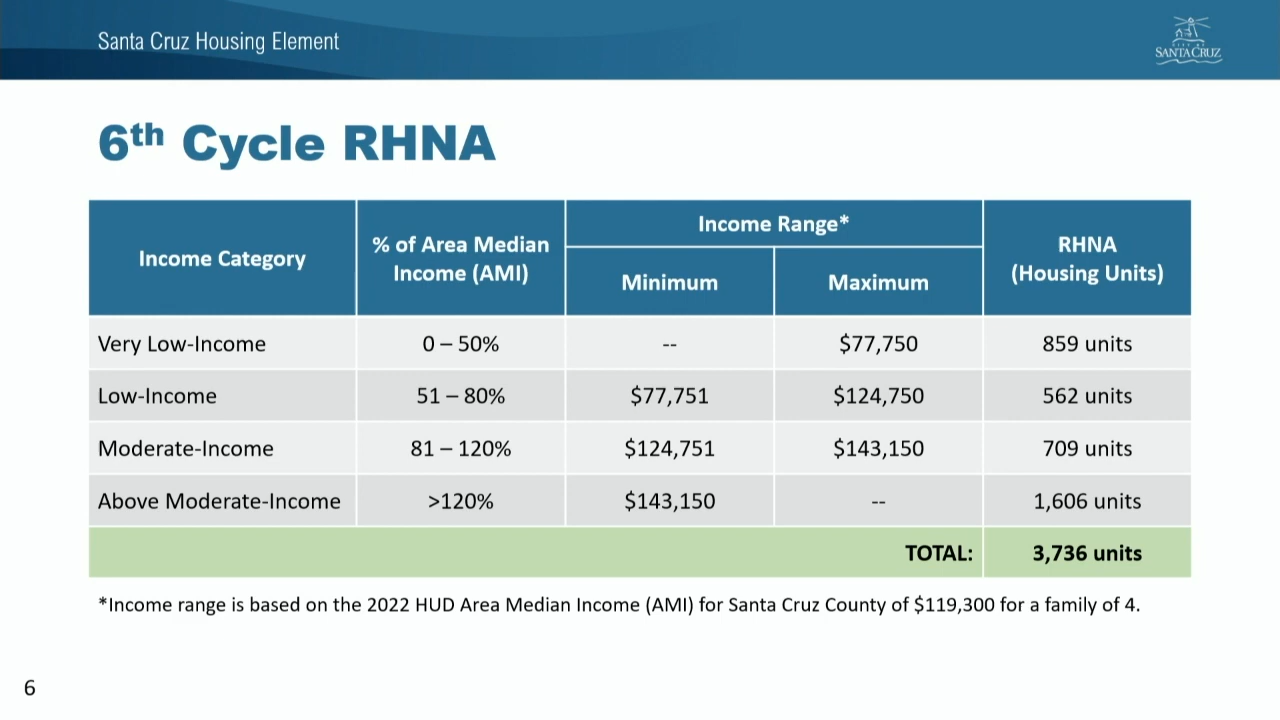 Santa Cruz Housing Element
CITY OF
SANTA CRUZ
6th Cycle RHNA
Income Category
% of Area Median
Income (AMI)
Income Range*
Minimum
Maximum
RHNA
(Housing Units)
Very Low-Income 0 – 50% -- $77,750 859 units
Low-Income 51 – 80% $77,751 $124,750 562 units
Moderate-Income 81 – 120% $124,751 $143,150 709 units
Above Moderate-Income >120% $143,150 -- 1,606 units
TOTAL: 3,736 units
*Income range is based on the 2022 HUD Area Median Income (AMI) for Santa Cruz County of $119,300 for a family of 4.
6